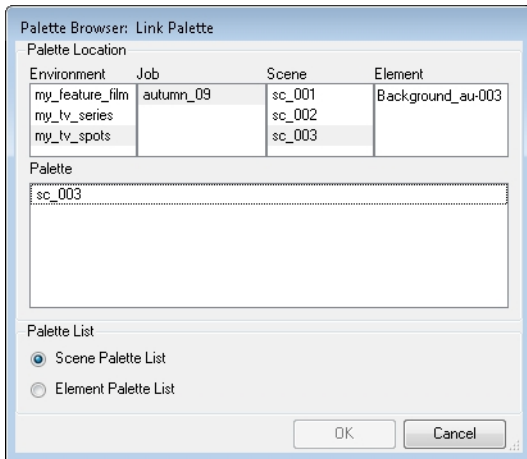 Palette Browser: Link Palette
Palette Location
Environment Job Scene Element
my_feature_film autumn_09 sc_001 Background_au-003
my_tv_series sc_002
my_tv_spots sc_003
Palette
sc_003
Palette List
Scene Palette List
Element Palette List
OK Cancel